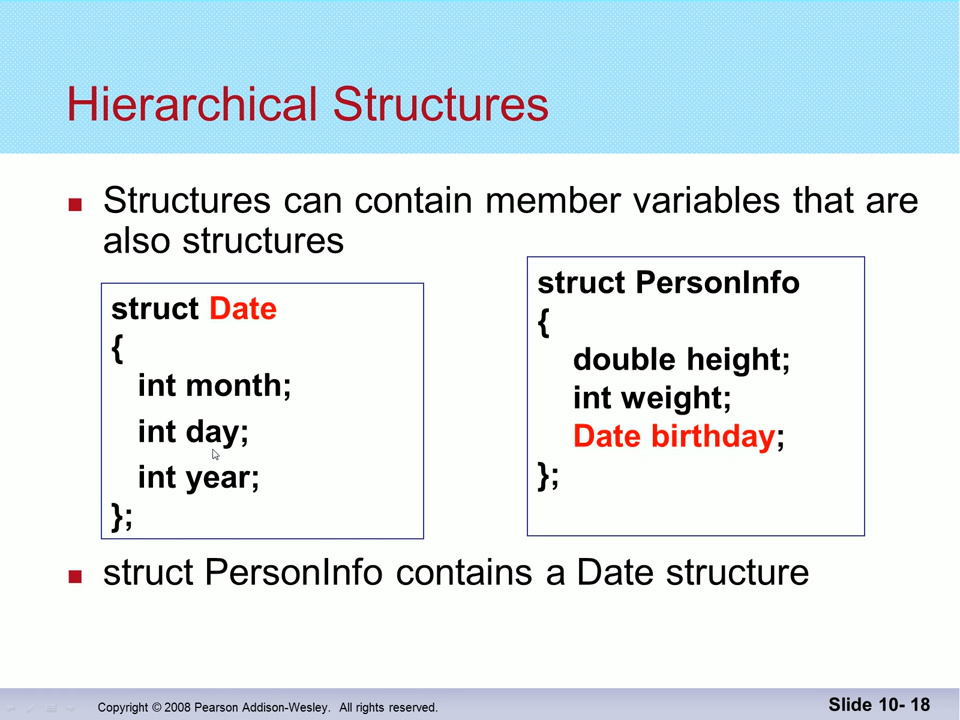 Hierarchical Structures
Structures can contain member variables that are
also structures
struct Date
{
int month;
int day;
int year;
};
struct PersonInfo
{
double height;
int weight;
Date birthday;
};
struct PersonInfo contains a Date structure
Copyright © 2008 Pearson Addison-Wesley. All rights reserved.
Slide 10- 18